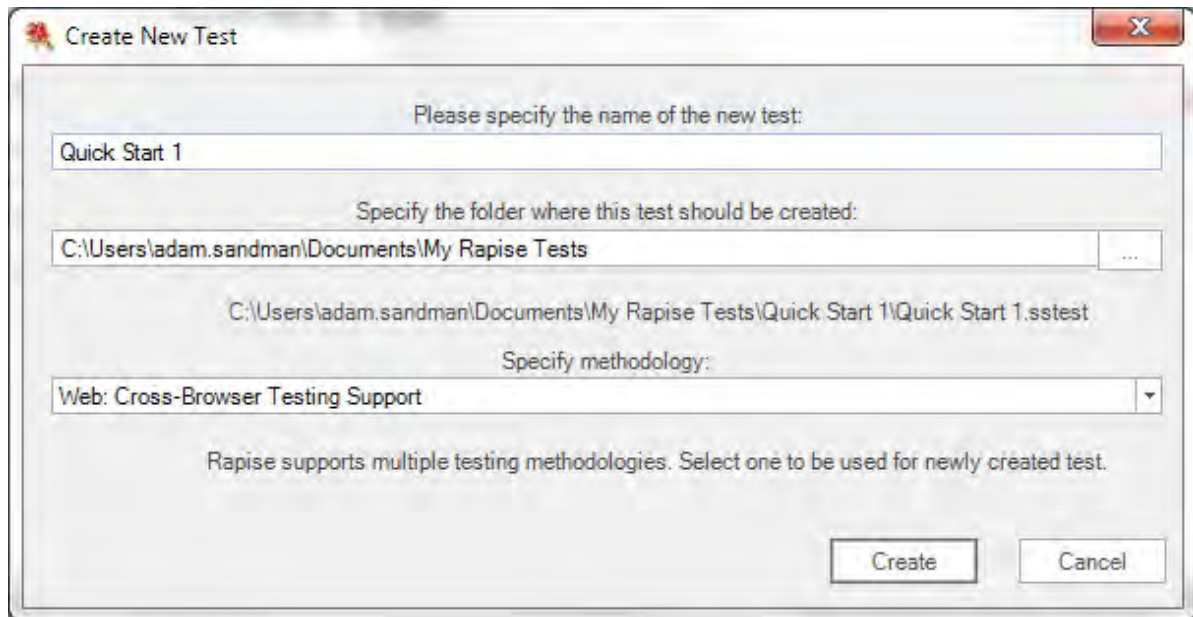 Create New Test
Please specify the name of the new test:
Quick Start 1
Specify the folder where this test should be created:
C:\Users\adam.sandman\Documents\My Rapise Tests
...
C:\Users\adam.sandman\Documents\My Rapise Tests\Quick Start 1\Quick Start 1.sstest
Specify methodology:
Web: Cross-Browser Testing Support
Rapise supports multiple testing methodologies. Select one to be used for newly created test.
Create Cancel